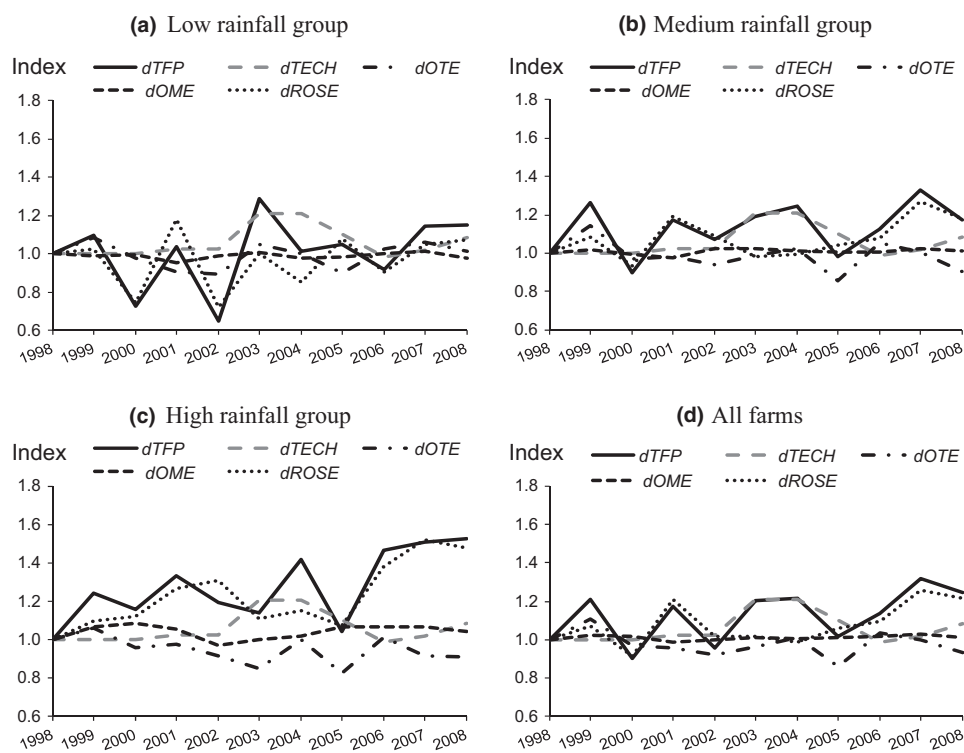 (a) Low rainfall group
Index dTFP dTECH dOTE
dOME dROSE
1.8
1.6
1.4
1.2
1.0
0.8
0.6
1998 1999 2000 2001 2002 2003 2004 2005 2006 2007 2008
(b) Medium rainfall group
Index dTFP dTECH dOTE
dOME dROSE
1.8
1.6
1.4
1.2
1.0
0.8
0.6
1998 1999 2000 2001 2002 2003 2004 2005 2006 2007 2008
(c) High rainfall group
Index dTFP dTECH dOTE
dOME dROSE
1.8
1.6
1.4
1.2
1.0
0.8
0.6
1998 1999 2000 2001 2002 2003 2004 2005 2006 2007 2008
(d) All farms
Index dTFP dTECH dOTE
dOME dROSE
1.8
1.6
1.4
1.2
1.0
0.8
0.6
1998 1999 2000 2001 2002 2003 2004 2005 2006 2007 2008